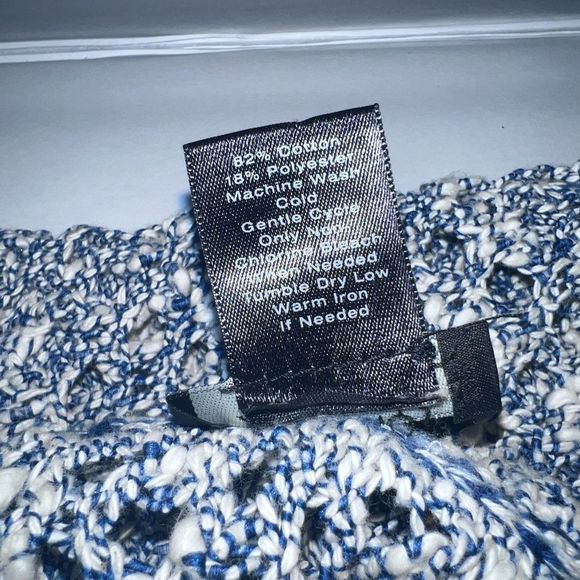 82% Cotton
18% Polyester
Machine Wash
Cold
Gentle Cycle
Only Non-
Chlorine Bleach
When Needed
Tumble Dry Low
Warm Iron
If Needed